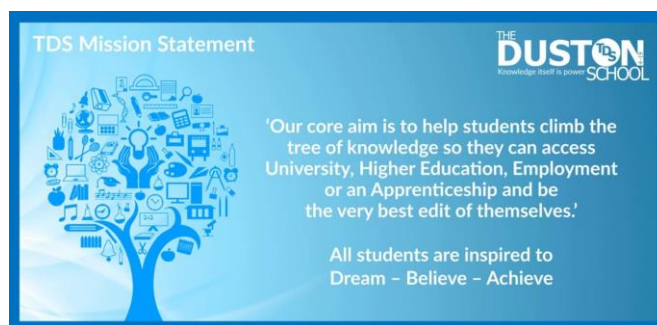 TDS Mission Statement
THE
DUSTON
TDS
Knowledge itself is power
SCHOOL
'Our core aim is to help students climb the
tree of knowledge so they can access
University, Higher Education, Employment
or an Apprenticeship and be
the very best edit of themselves.'
All students are inspired to
Dream – Believe – Achieve